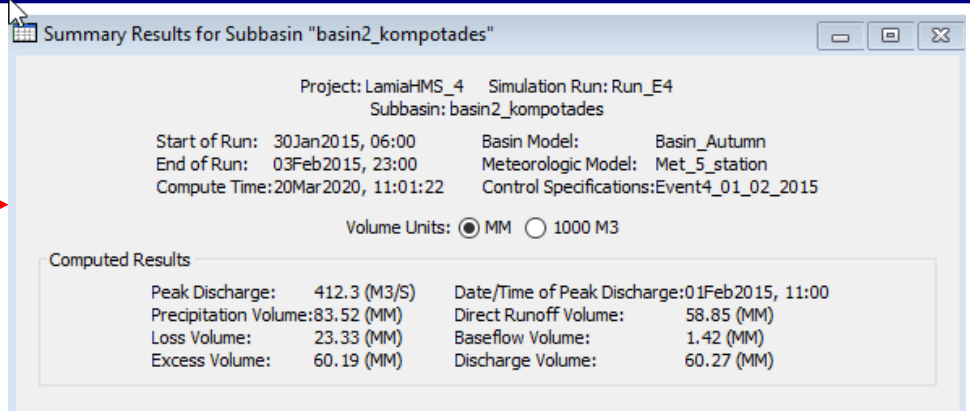 Summary Results for Subbasin "basin2_kompotades"
Project: LamiaHMS_4 Simulation Run: Run_E4
Subbasin: basin2_kompotades
Start of Run: 30Jan2015, 06:00 Basin Model: Basin_Autumn
End of Run: 03Feb2015, 23:00 Meteorologic Model: Met_5_station
Compute Time:20Mar2020, 11:01:22 Control Specifications:Event4_01_02_2015
Volume Units: MM 1000 M3
Computed Results
Peak Discharge: 412.3 (M3/S) Date/Time of Peak Discharge:01Feb2015, 11:00
Precipitation Volume:83.52 (MM) Direct Runoff Volume: 58.85 (MM)
Loss Volume: 23.33 (MM) Baseflow Volume: 1.42 (MM)
Excess Volume: 60.19 (MM) Discharge Volume: 60.27 (MM)